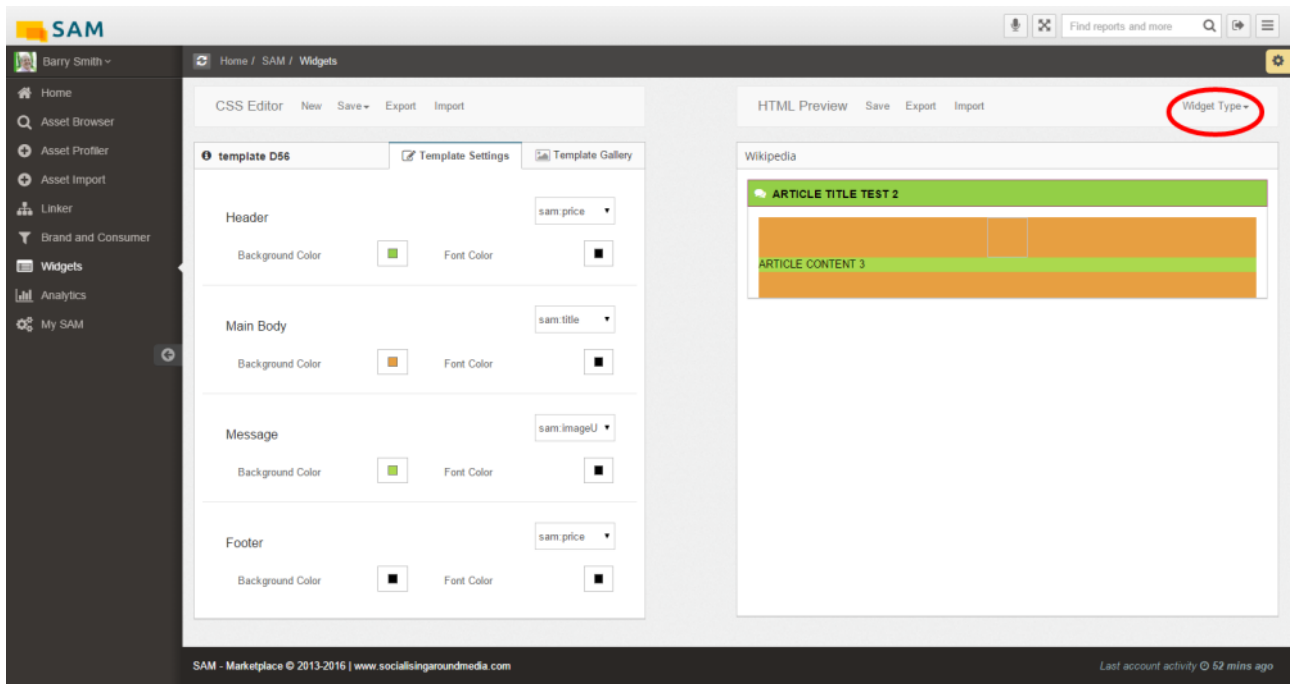 SAM
Find reports and more
Barry Smith
Home / SAM / Widgets
Home
Asset Browser
Asset Profiler
Asset Import
Linker
Brand and Consumer
Widgets
Analytics
My SAM
CSS Editor New Save Export Import
template D56 Template Settings Template Gallery
Header sam:price
Background Color Font Color
Main Body sam:title
Background Color Font Color
Message sam:imageU
Background Color Font Color
Footer sam:price
Background Color Font Color
HTML Preview Save Export Import Widget Type
Wikipedia
ARTICLE TITLE TEST 2
ARTICLE CONTENT 3
SAM - Marketplace © 2013-2016 | www.socialisingaroundmedia.com
Last account activity 52 mins ago